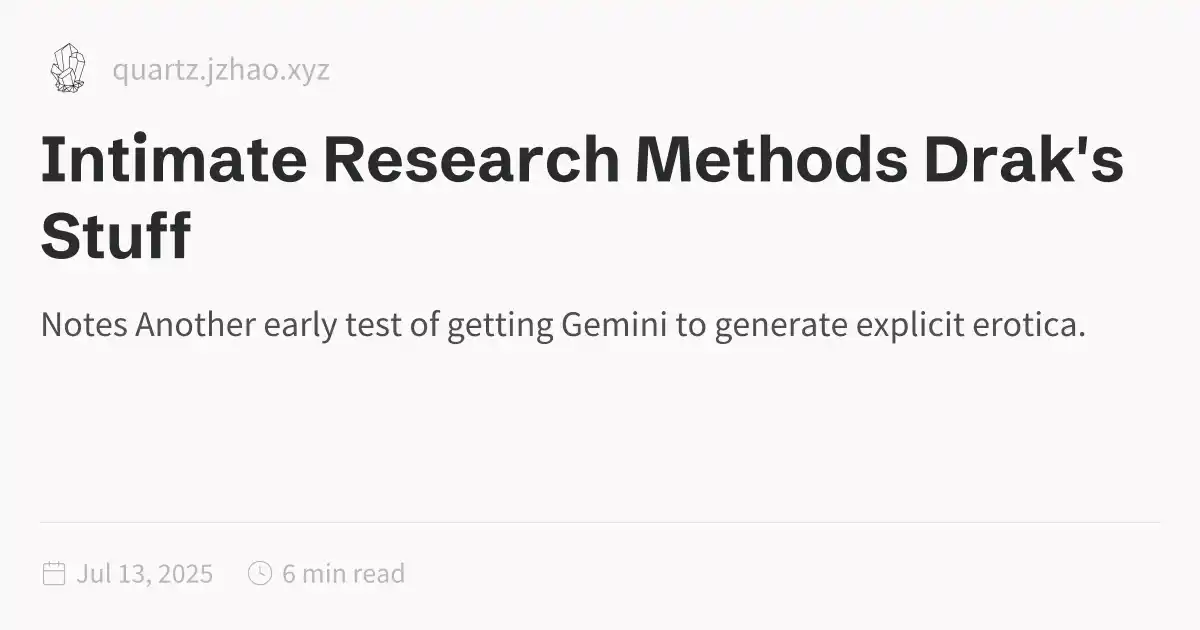 quartz.jzhao.xyz
Intimate Research Methods Drak's
Stuff
Notes Another early test of getting Gemini to generate explicit erotica.
Jul 13, 2025 6 min read